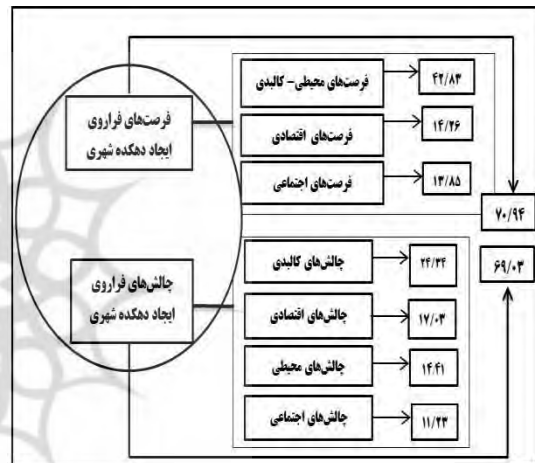 فرصت‌های فراروی
ایجاد دهکده شهری
فرصت‌های محیطی- کالبدی
۴۲/۸۳
فرصت‌های اقتصادی
۱۴/۲۶
فرصت‌های اجتماعی
۱۳/۸۵
۷۰/۹۴
چالش‌های فراروی
ایجاد دهکده شهری
چالش‌های کالبدی
۲۴/۳۴
چالش‌های اقتصادی
۱۷/۰۳
چالش‌های محیطی
۱۴.۴۱
چالش‌های اجتماعی
۱۱/۲۳
۶۹/۰۳